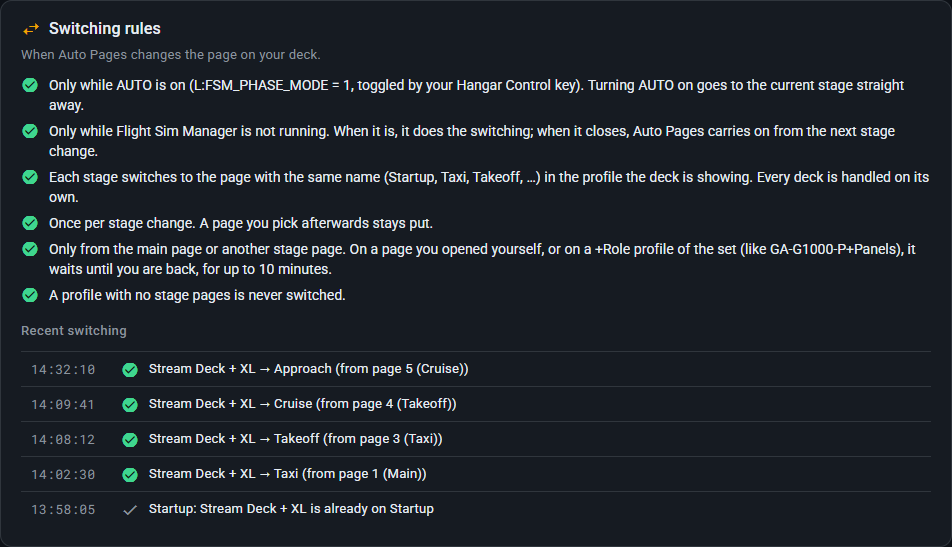 Switching rules
When Auto Pages changes the page on your deck.
Only while AUTO is on (L:FSM_PHASE_MODE = 1, toggled by your Hangar Control key). Turning AUTO on goes to the current stage straight
away.
Only while Flight Sim Manager is not running. When it is, it does the switching; when it closes, Auto Pages carries on from the next stage
change.
Each stage switches to the page with the same name (Startup, Taxi, Takeoff, …) in the profile the deck is showing. Every deck is handled on its
own.
Once per stage change. A page you pick afterwards stays put.
Only from the main page or another stage page. On a page you opened yourself, or on a +Role profile of the set (like GA-G1000-P+Panels), it
waits until you are back, for up to 10 minutes.
A profile with no stage pages is never switched.
Recent switching
14:32:10 Stream Deck + XL → Approach (from page 5 (Cruise))
14:09:41 Stream Deck + XL → Cruise (from page 4 (Takeoff))
14:08:12 Stream Deck + XL → Takeoff (from page 3 (Taxi))
14:02:30 Stream Deck + XL → Taxi (from page 1 (Main))
13:58:05 Startup: Stream Deck + XL is already on Startup